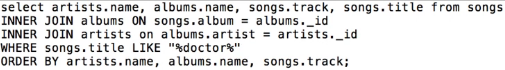 select artists.name, albums.name, songs.track, songs.title from songs
INNER JOIN albums ON songs.album = albums._id
INNER JOIN artists on albums.artist = artists._id
WHERE songs.title LIKE "%doctor%"
ORDER BY artists.name, albums.name, songs.track;